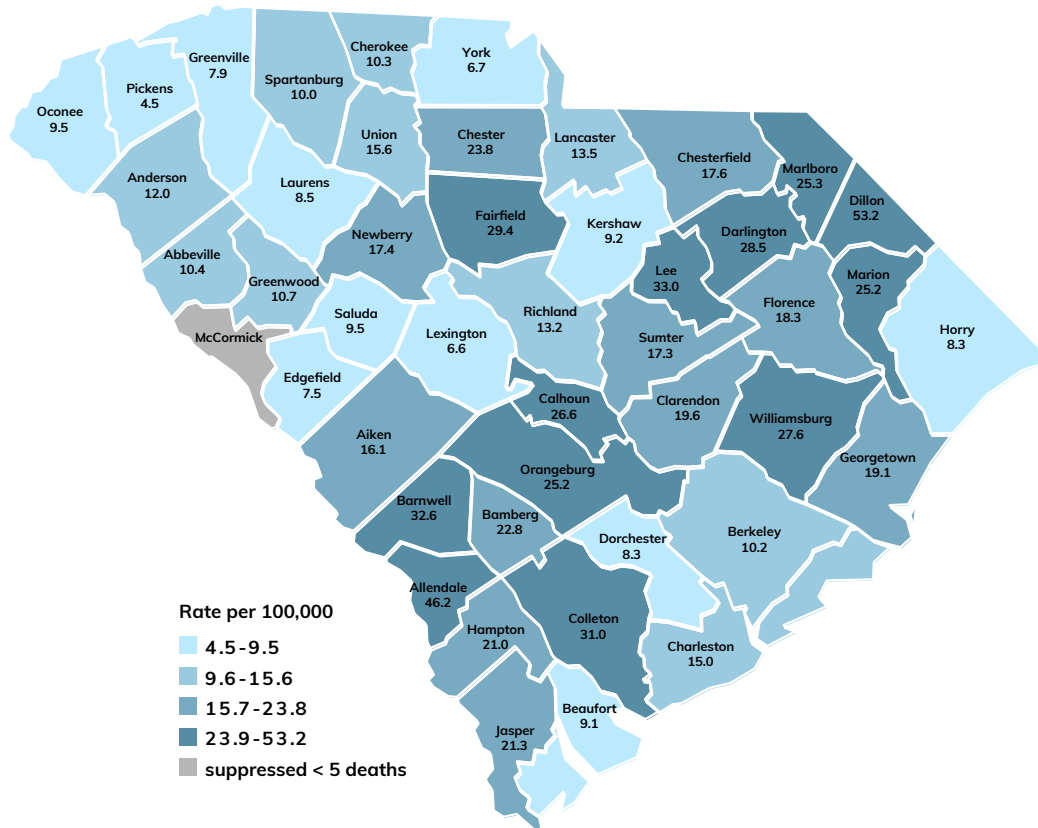 Greenville
7.9
Cherokee
10.3
York
6.7
Spartanburg
10.0
Pickens
4.5
Oconee
9.5
Union
15.6
Chester
23.8
Lancaster
13.5
Chesterfield
17.6
Marlboro
25.3
Anderson
12.0
Laurens
8.5
Dillon
53.2
Fairfield
29.4
Kershaw
9.2
Darlington
28.5
Newberry
17.4
Abbeville
10.4
Greenwood
10.7
Lee
33.0
Marion
25.2
Saluda
9.5
Richland
13.2
Florence
18.3
Horry
8.3
McCormick
Lexington
6.6
Sumter
17.3
Edgefield
7.5
Calhoun
26.6
Clarendon
19.6
Williamsburg
27.6
Aiken
16.1
Georgetown
19.1
Orangeburg
25.2
Barnwell
32.6
Bamberg
22.8
Dorchester
8.3
Berkeley
10.2
Allendale
46.2
Colleton
31.0
Hampton
21.0
Charleston
15.0
Beaufort
9.1
Jasper
21.3
Rate per 100,000
4.5-9.5
9.6-15.6
15.7-23.8
23.9-53.2
suppressed < 5 deaths